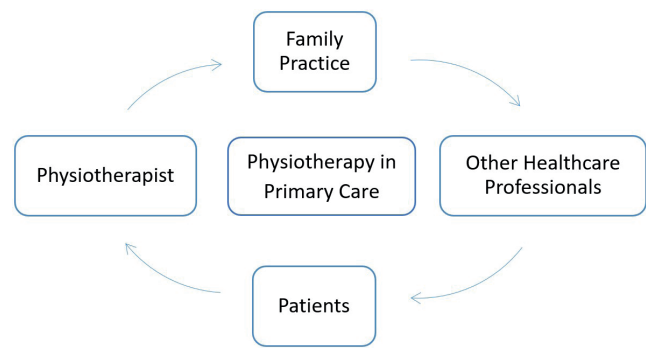 Family
Practice
Physiotherapist
Physiotherapy in
Primary Care
Other Healthcare
Professionals
Patients